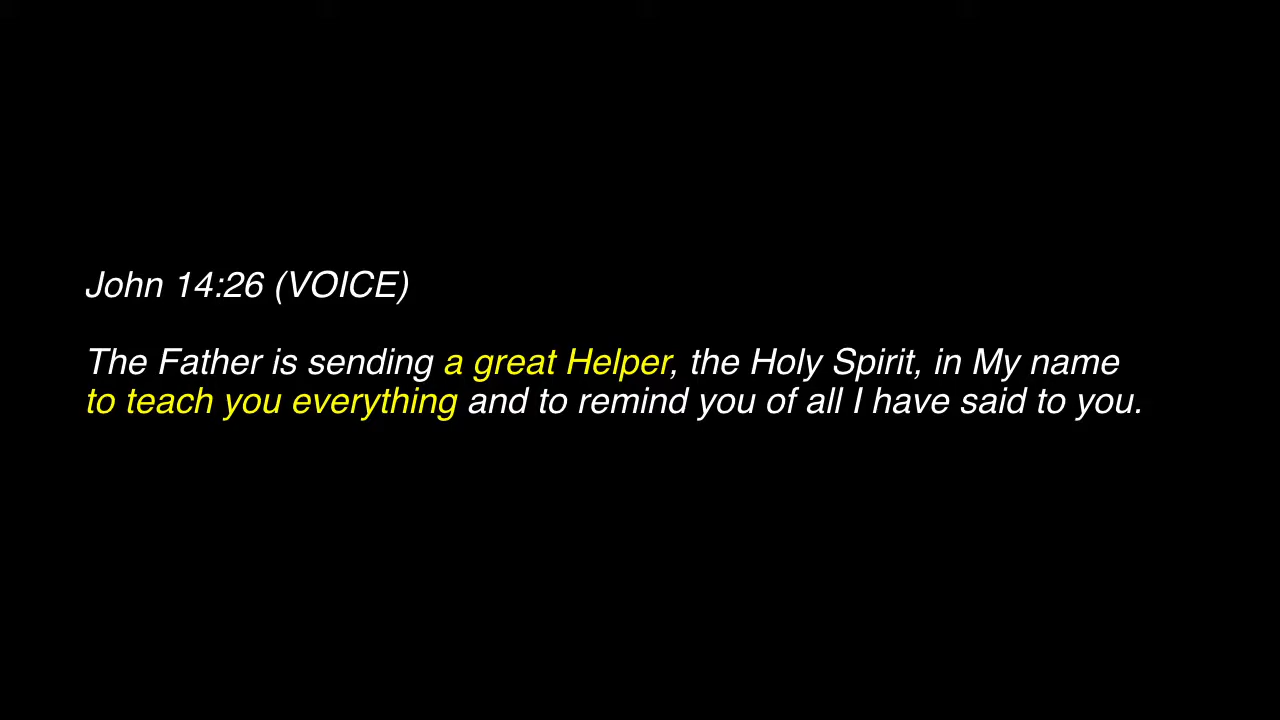 John 14:26 (VOICE)
The Father is sending a great Helper, the Holy Spirit, in My name
to teach you everything and to remind you of all I have said to you.